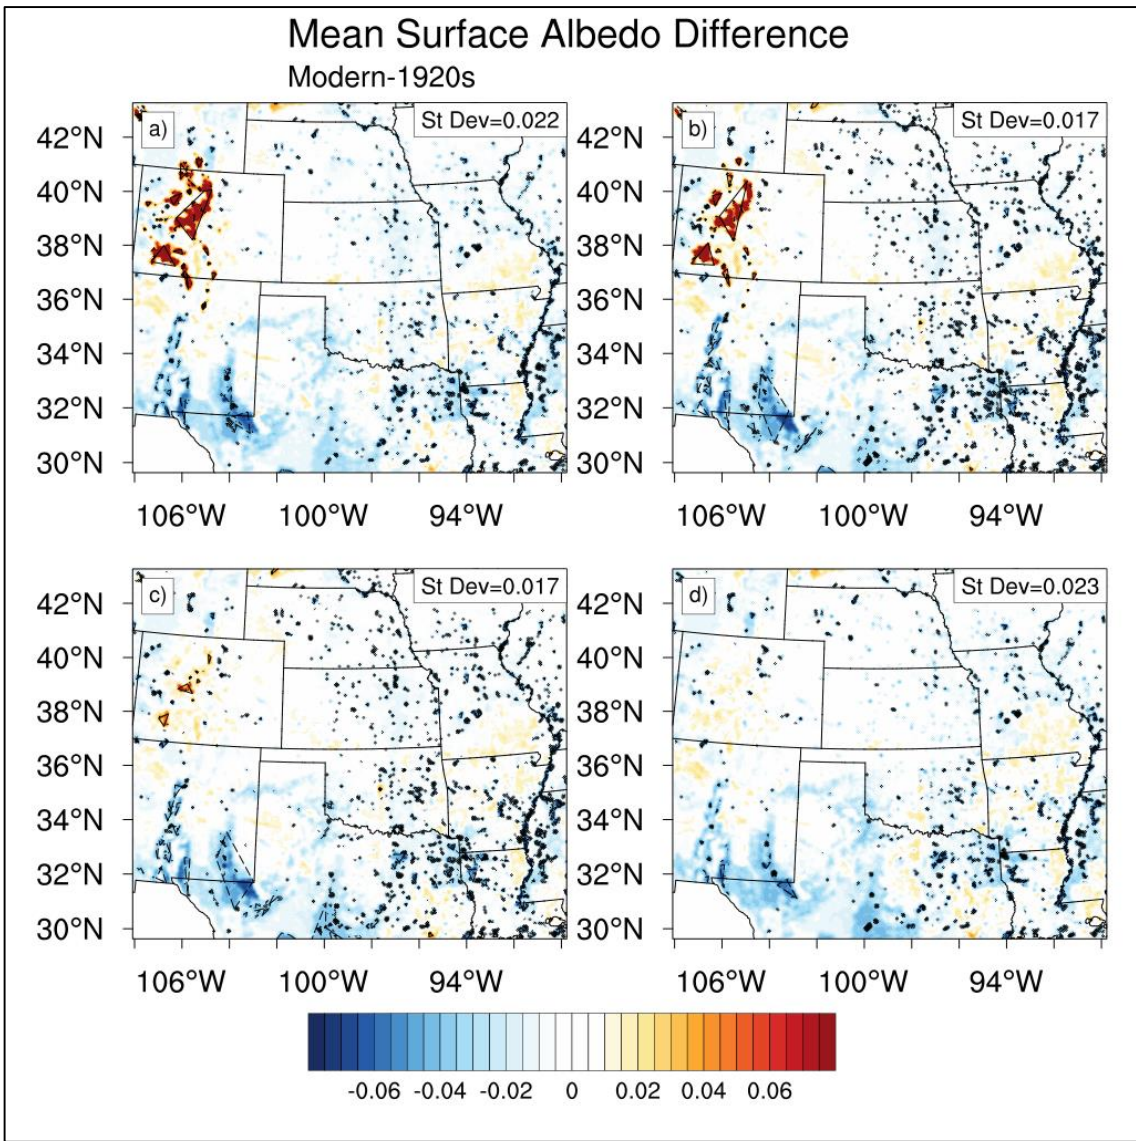 Mean Surface Albedo Difference
Modern-1920s
a)
St Dev=0.022
b)
St Dev=0.017
42°N
40°N
38°N
36°N
34°N
32°N
30°N
42°N
40°N
38°N
36°N
34°N
32°N
30°N
106°W 100°W 94°W
106°W 100°W 94°W
c)
St Dev=0.017
d)
St Dev=0.023
42°N
40°N
38°N
36°N
34°N
32°N
30°N
42°N
40°N
38°N
36°N
34°N
32°N
30°N
106°W 100°W 94°W
106°W 100°W 94°W
-0.06 -0.04 -0.02 0 0.02 0.04 0.06